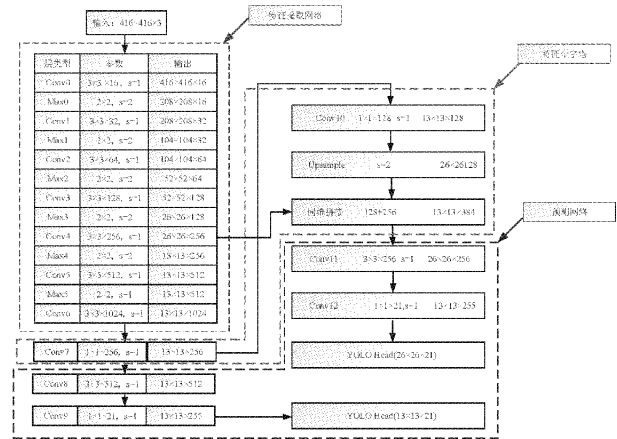 输入：416×416×3
特征提取网络
层类型 参数 输出
Conv0 3×3×16, s=1 416×416×16
Max0 2×2, s=2 208×208×16
Conv1 3×3×32, s=1 208×208×32
Max1 2×2, s=2 104×104×32
Conv2 3×3×64, s=1 104×104×64
Max2 2×2, s=2 52×52×64
Conv3 3×3×128, s=1 52×52×128
Max3 2×2, s=2 26×26×128
Conv4 3×3×256, s=1 26×26×256
Max4 2×2, s=2 13×13×256
Conv5 3×3×512, s=1 13×13×512
Max5 2×2, s=1 13×13×512
Conv6 3×3×1024, s=1 13×13×1024
Conv7 1×1×256, s=1 13×13×256
Conv8 3×3×512, s=1 13×13×512
Conv9 1×1×21, s=1 13×13×255
特征金字塔
Conv10 1×1×128 s=1 13×13×128
Upsample s=2 26×26128
128+256 13×13×384
预测网络
Conv11 3×3×256 s=1 26×26×256
Conv12 1×1×21,s=1 13×13×255
YOLO Head(26×26×21)
YOLO Head(13×13×21)